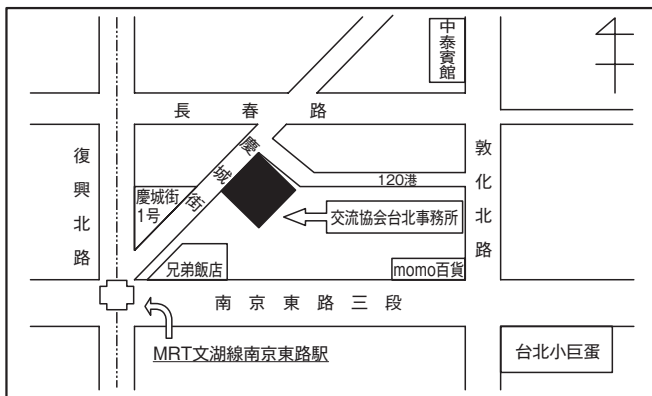 中泰賓館
長春路
復興北路
慶城街
敦化北路
120港
慶城街
1号
交流協会台北事務所
兄弟飯店
momo百貨
南京東路三段
MRT文湖線南京東路駅
台北小巨蛋